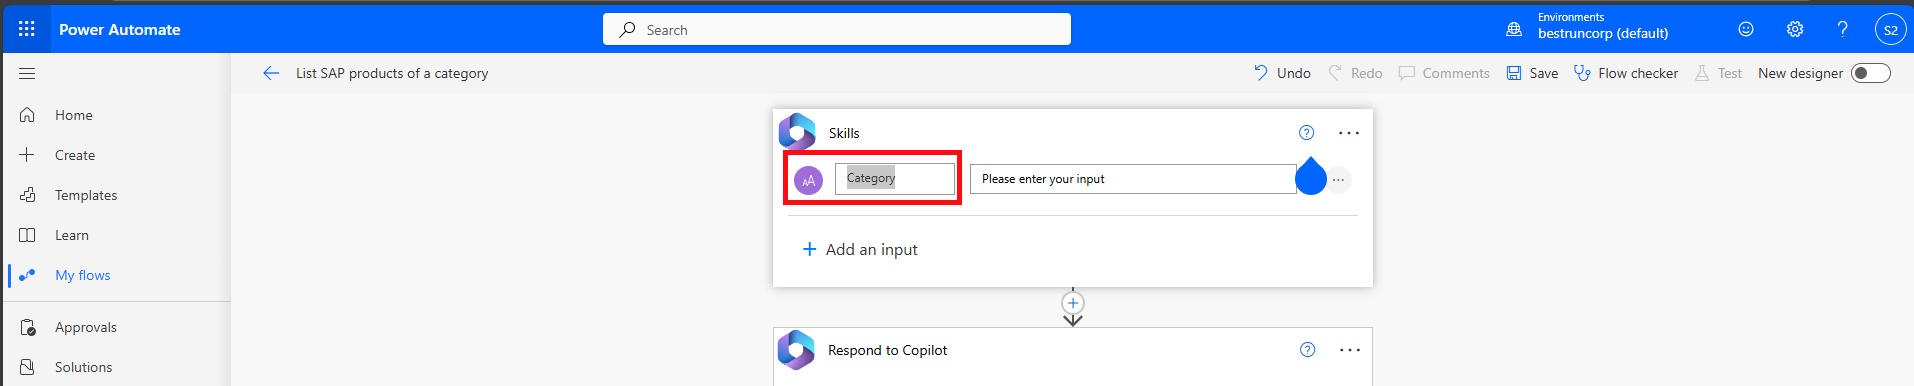 Power Automate
Search
Environments
bestruncorp (default)
S2
List SAP products of a category
Undo
Redo
Comments
Save
Flow checker
Test
New designer
Home
Create
Templates
Learn
My flows
Approvals
Solutions
Skills
AA
Category
Please enter your input
Add an input
Respond to Copilot